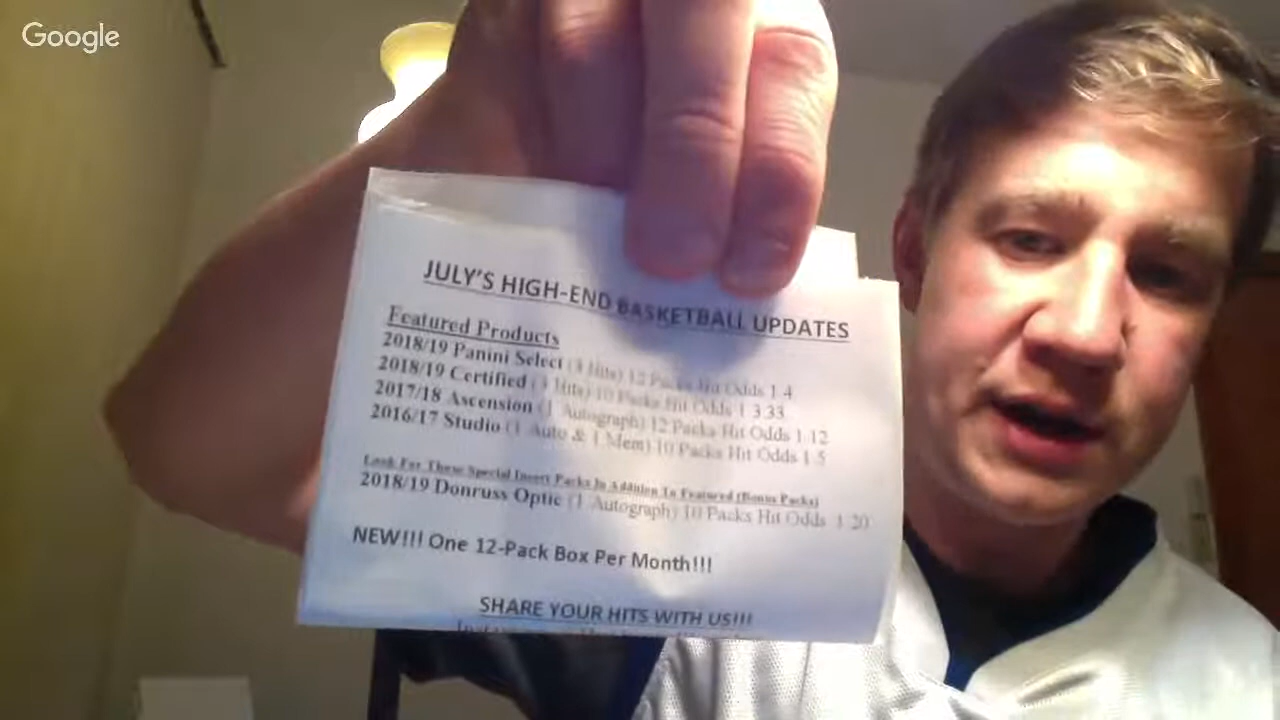 Google
JULY'S HIGH-END BASKETBALL UPDATES
Featured Products
2018/19 Panini Select (3 Hits) 12 Packs Hit Odds 1:4
2018/19 Certified (3 Hits) 10 Packs Hit Odds 1:3.33
2017/18 Ascension (1 Autograph) 12 Packs Hit Odds 1:12
2016/17 Studio (1 Auto & 1 Mem) 10 Packs Hit Odds 1:5
Look For These Special Insert Packs In Addition To Featured (Bonus Packs)
2018/19 Donruss Optic (1 Autograph) 10 Packs Hit Odds 1:20
NEW!!! One 12-Pack Box Per Month!!!
SHARE YOUR HITS WITH US!!!